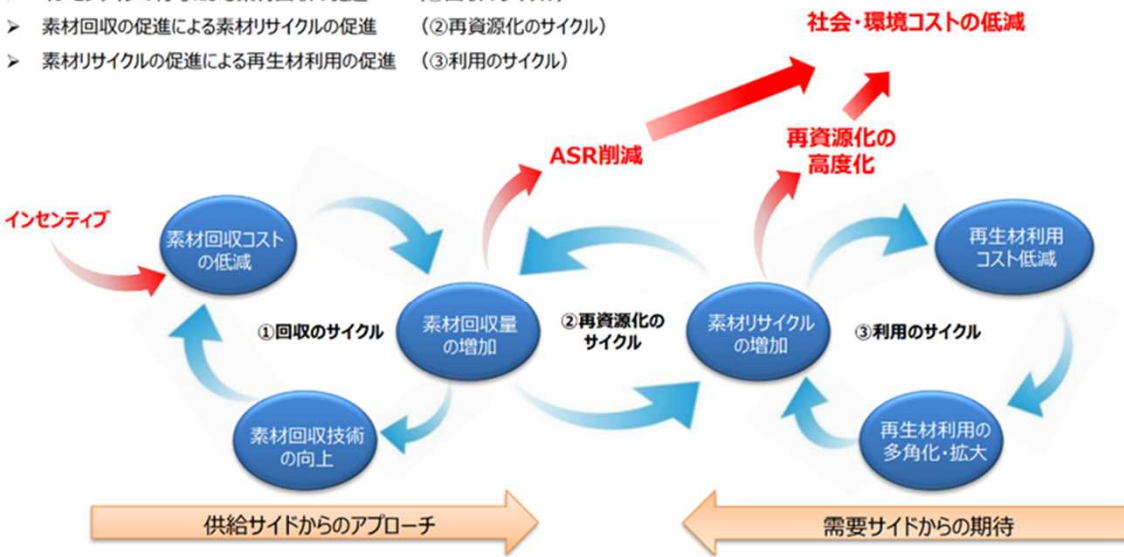 ➢ 素材回収の促進による素材リサイクルの促進 （②再資源化のサイクル）
➢ 素材リサイクルの促進による再生材利用の促進 （③利用のサイクル）
社会・環境コストの低減
ASR削減
再資源化の
高度化
インセンティブ
素材回収コスト
の低減
再生材利用
コスト低減
①回収のサイクル
素材回収量
の増加
②再資源化の
サイクル
素材リサイクル
の増加
③利用のサイクル
素材回収技術
の向上
再生材利用の
多角化・拡大
供給サイドからのアプローチ
需要サイドからの期待